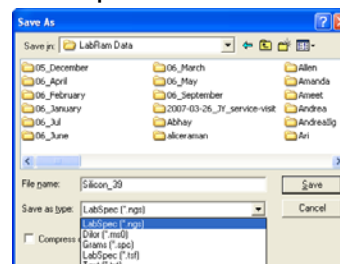 Save As
Save in: LabRam Data
05_December 06_March Allen
06_April 06_May Amanda
06_February 06_September Ameet
06_January 2007-03-26_JY_service-visit Andrea
06_Jul Abhay
06_June aliceraman Ari
File name: Silicon_39 Save
Save as type: LabSpec (*.ngs) Cancel
LabSpec (*.ngs)
Compress Dilor (*.ms0)
Grams (*.spc)
LabSpec (*.tsf)